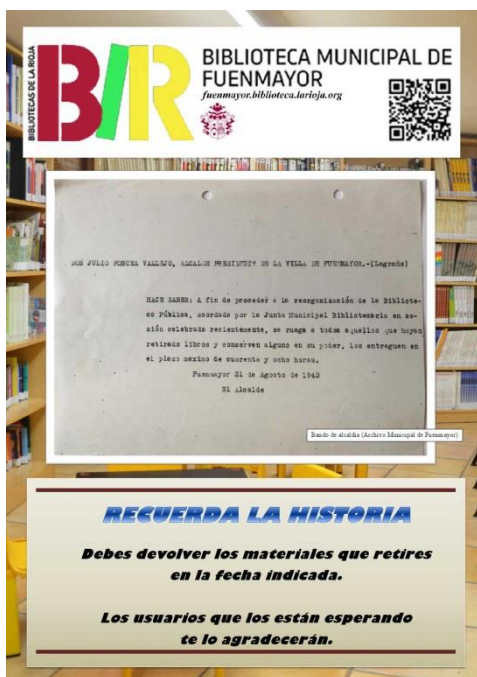 BIBLIOTECAS DE LA RIOJA
B/R
BIBLIOTECA MUNICIPAL DE
FUENMAYOR
fuenmayor.biblioteca.larioja.org
DON JULIO PONCEA VALLEJO, ALCALDE PRESIDENTE DE LA VILLA DE FUENMAYOR.-(Logroño)
HACE SABER: A fin de proceder a la reorganización de la Bibliote-
ca Pública, acordada por la Junta Municipal Bibliotecaria en se-
sión celebrada recientemente, se ruega a todos aquellos que hayan
retirado libros y conserven alguno en su poder, los entreguen en
el plazo maximo de cuarenta y ocho horas.
Fuenmayor 31 de Agosto de 1943
El Alcalde
Bando de alcaldía (Archivo Municipal de Fuenmayor)
RECUERDA LA HISTORIA
Debes devolver los materiales que retires
en la fecha indicada.
Los usuarios que los están esperando
te lo agradecerán.